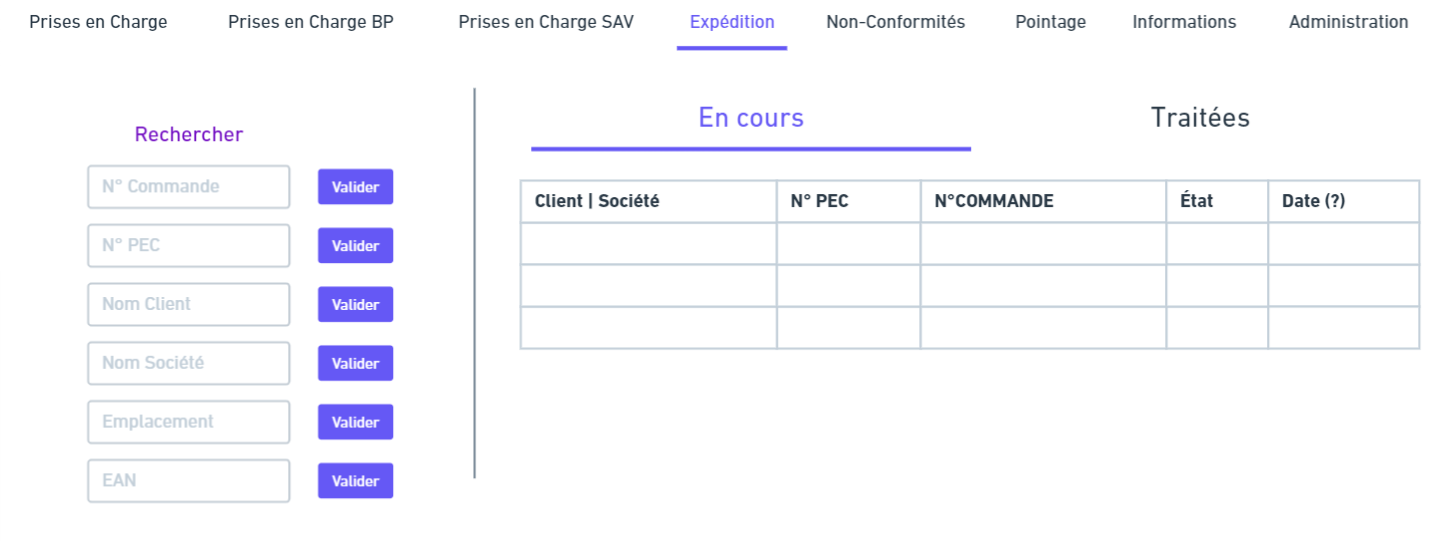 Prises en Charge Prises en Charge BP Prises en Charge SAV Expédition Non-Conformités Pointage Informations Administration
Rechercher
N° Commande Valider
N° PEC Valider
Nom Client Valider
Nom Société Valider
Emplacement Valider
EAN Valider
En cours Traitées
Client | Société N° PEC N°COMMANDE État Date (?)